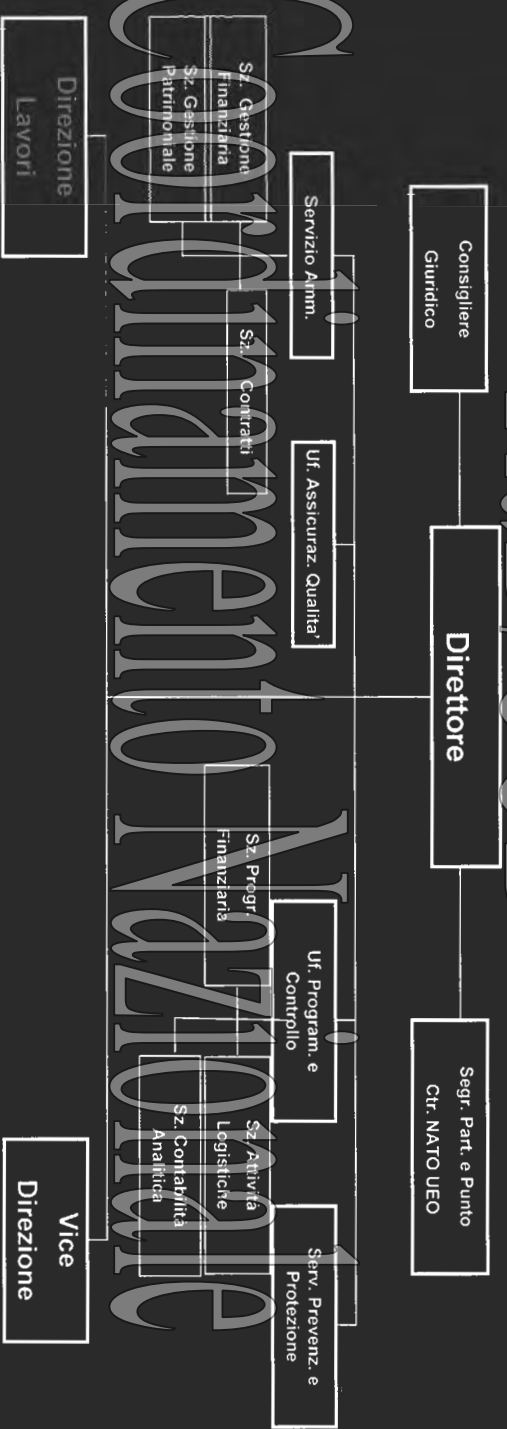 Direttore
Consigliere
Giuridico
Segr. Part. e Punto
Ctr. NATO UEO
Servizio Amm.
Uf. Assicuraz. Qualita'
Uf. Program. e
Controllo
Serv. Prevenz. e
Protezione
Sz. Gestione
Finanziaria
Sz. Gestione
Patrimoniale
Sz. Contratti
Sz. Progr.
Finanziaria
Sz. Attività
Logistiche
Sz. Contabilità
Analitica
Direzione
Lavori
Vice
Direzione
Coordinamento Nazionale